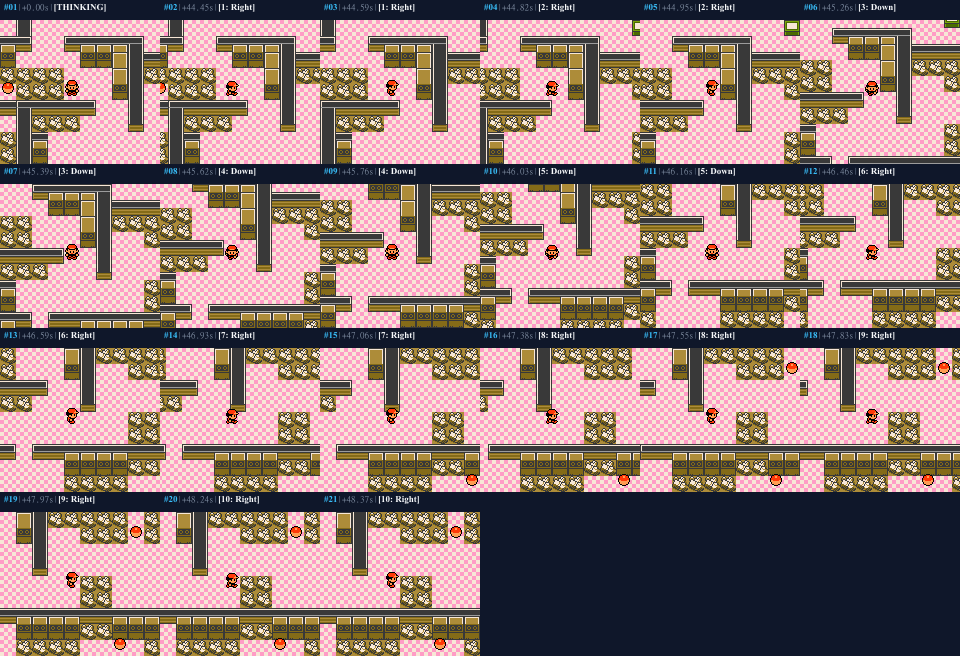 #01|+0.00s|[THINKING]
#02|+44.45s|[1: Right]
#03|+44.59s|[1: Right]
#04|+44.82s|[2: Right]
#05|+44.95s|[2: Right]
#06|+45.26s|[3: Down]
#07|+45.39s|[3: Down]
#08|+45.62s|[4: Down]
#09|+45.76s|[4: Down]
#10|+46.03s|[5: Down]
#11|+46.16s|[5: Down]
#12|+46.46s|[6: Right]
#13|+46.59s|[6: Right]
#14|+46.93s|[7: Right]
#15|+47.06s|[7: Right]
#16|+47.38s|[8: Right]
#17|+47.55s|[8: Right]
#18|+47.83s|[9: Right]
#19|+47.97s|[9: Right]
#20|+48.24s|[10: Right]
#21|+48.37s|[10: Right]